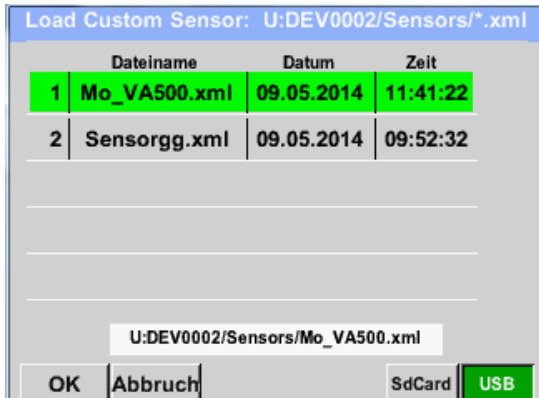 Load Custom Sensor: U:DEV0002/Sensors/*.xml
Dateiname Datum Zeit
1 Mo_VA500.xml 09.05.2014 11:41:22
2 Sensorgg.xml 09.05.2014 09:52:32
U:DEV0002/Sensors/Mo_VA500.xml
OK Abbruch SdCard USB